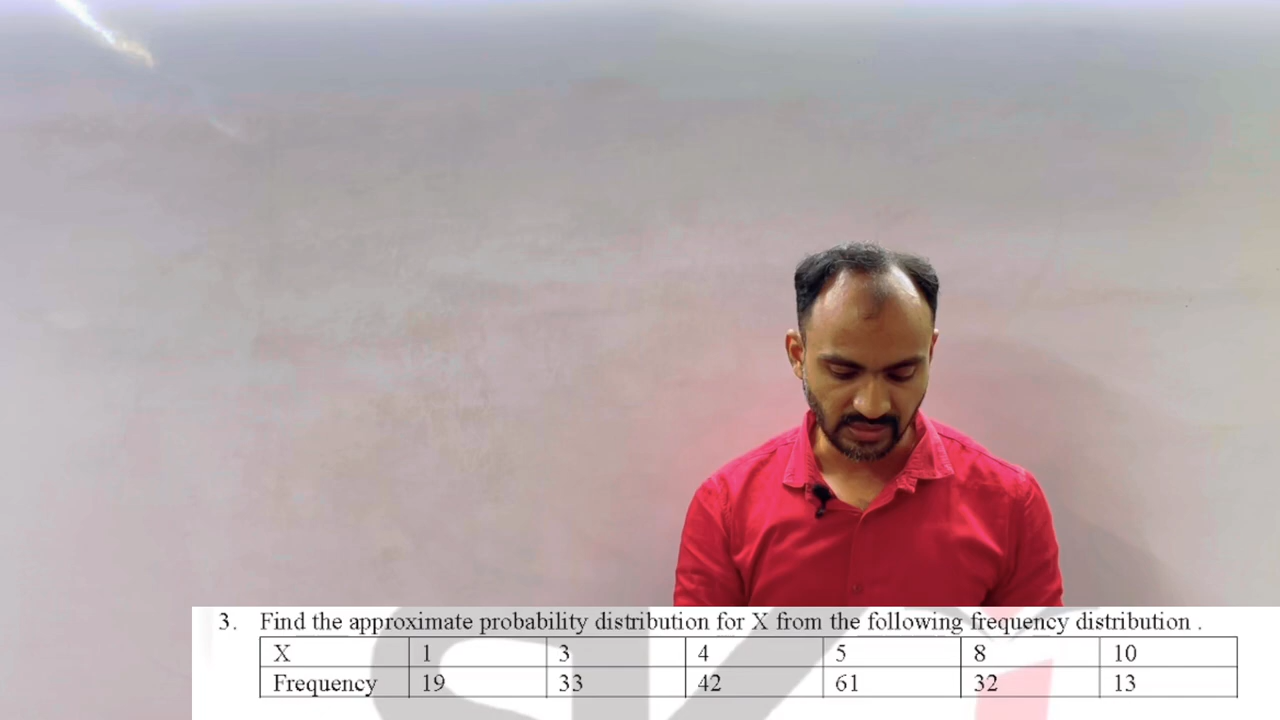 3. Find the approximate probability distribution for X from the following frequency distribution .
X 1 3 4 5 8 10
Frequency 19 33 42 61 32 13